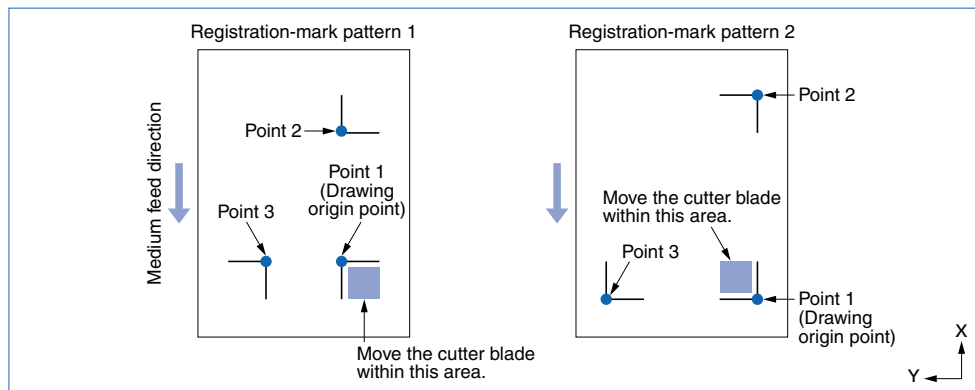 Registration-mark pattern 1
Medium feed direction
Point 2
Point 1
(Drawing
origin point)
Point 3
Move the cutter blade
within this area.
Registration-mark pattern 2
Point 2
Move the cutter blade
within this area.
Point 3
Point 1
(Drawing
origin point)
X
Y